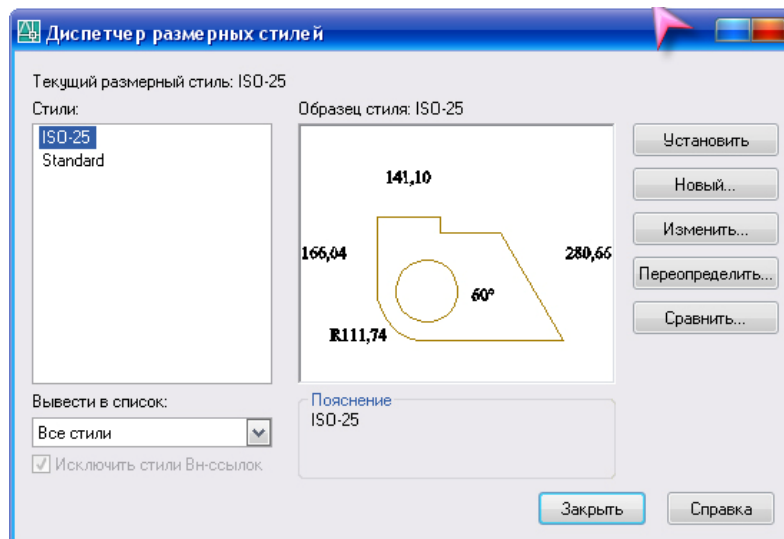 Диспетчер размерных стилей
Текущий размерный стиль: ISO-25
Стили:
ISO-25
Standard
Образец стиля: ISO-25
141,10
166,04
280,66
60°
R111,74
Установить
Новый...
Изменить...
Переопределить...
Сравнить...
Вывести в список:
Все стили
Исключить стили Вн-ссылок
Пояснение
ISO-25
Закрыть
Справка